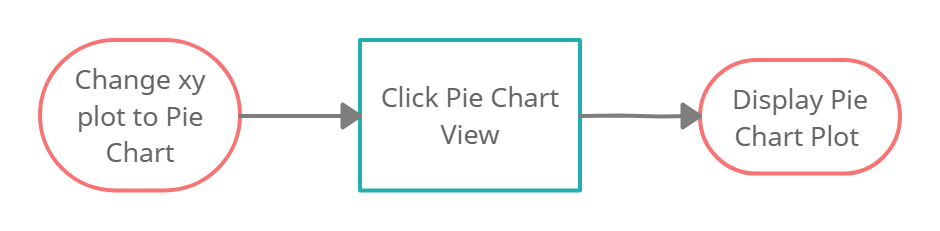 Change xy
plot to Pie
Chart
Click Pie Chart
View
Display Pie
Chart Plot